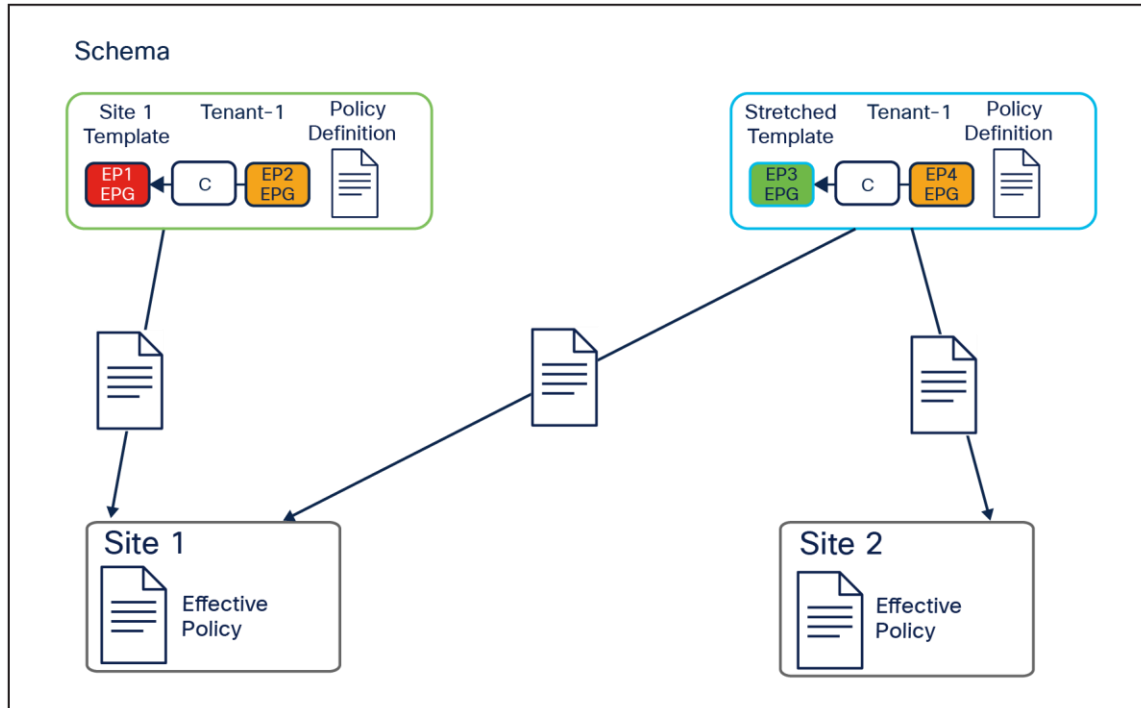 Schema
Site 1
Template
Tenant-1
Policy
Definition
EP1
EPG
C
EP2
EPG
Stretched
Template
Tenant-1
Policy
Definition
EP3
EPG
C
EP4
EPG
Site 1
Effective
Policy
Site 2
Effective
Policy